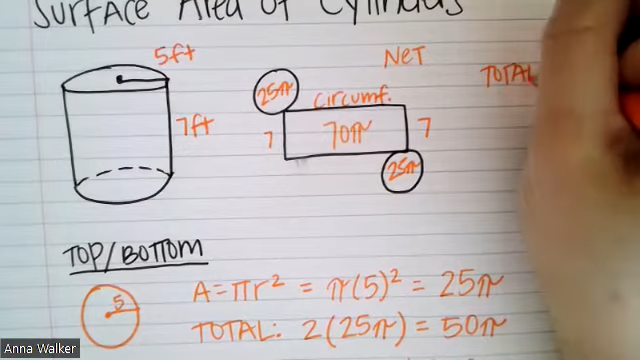 Surface Area of Cylinders
5ft
7ft
NET
25π
circumf.
7
70π
7
25π
TOTAL
TOP/BOTTOM
5
A=πr² = π(5)² = 25π
TOTAL: 2(25π) = 50π
Anna Walker